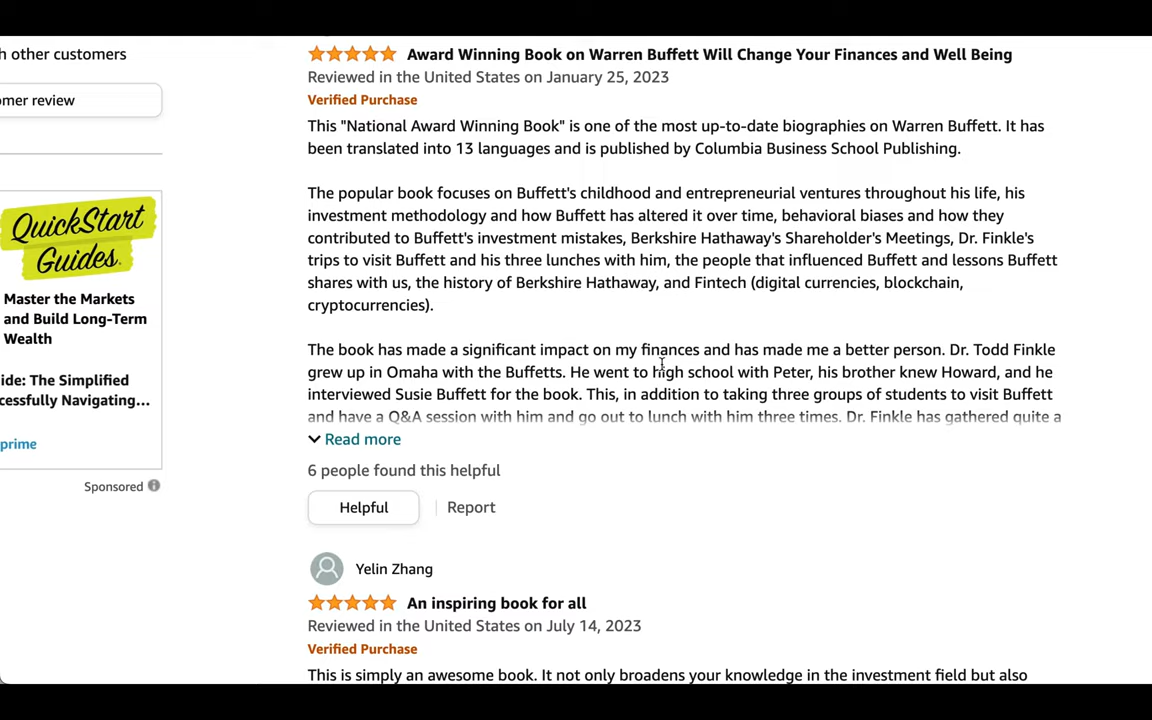 h other customers
omer review
QuickStart
Guides.
Master the Markets
and Build Long-Term
Wealth
ide: The Simplified
ccessfully Navigating...
prime
Sponsored
Award Winning Book on Warren Buffett Will Change Your Finances and Well Being
Reviewed in the United States on January 25, 2023
Verified Purchase
This "National Award Winning Book" is one of the most up-to-date biographies on Warren Buffett. It has
been translated into 13 languages and is published by Columbia Business School Publishing.
The popular book focuses on Buffett's childhood and entrepreneurial ventures throughout his life, his
investment methodology and how Buffett has altered it over time, behavioral biases and how they
contributed to Buffett's investment mistakes, Berkshire Hathaway's Shareholder's Meetings, Dr. Finkle's
trips to visit Buffett and his three lunches with him, the people that influenced Buffett and lessons Buffett
shares with us, the history of Berkshire Hathaway, and Fintech (digital currencies, blockchain,
cryptocurrencies).
The book has made a significant impact on my finances and has made me a better person. Dr. Todd Finkle
grew up in Omaha with the Buffetts. He went to high school with Peter, his brother knew Howard, and he
interviewed Susie Buffett for the book. This, in addition to taking three groups of students to visit Buffett
and have a Q&A session with him and go out to lunch with him three times. Dr. Finkle has gathered quite a
Read more
6 people found this helpful
Helpful
Report
Yelin Zhang
An inspiring book for all
Reviewed in the United States on July 14, 2023
Verified Purchase
This is simply an awesome book. It not only broadens your knowledge in the investment field but also